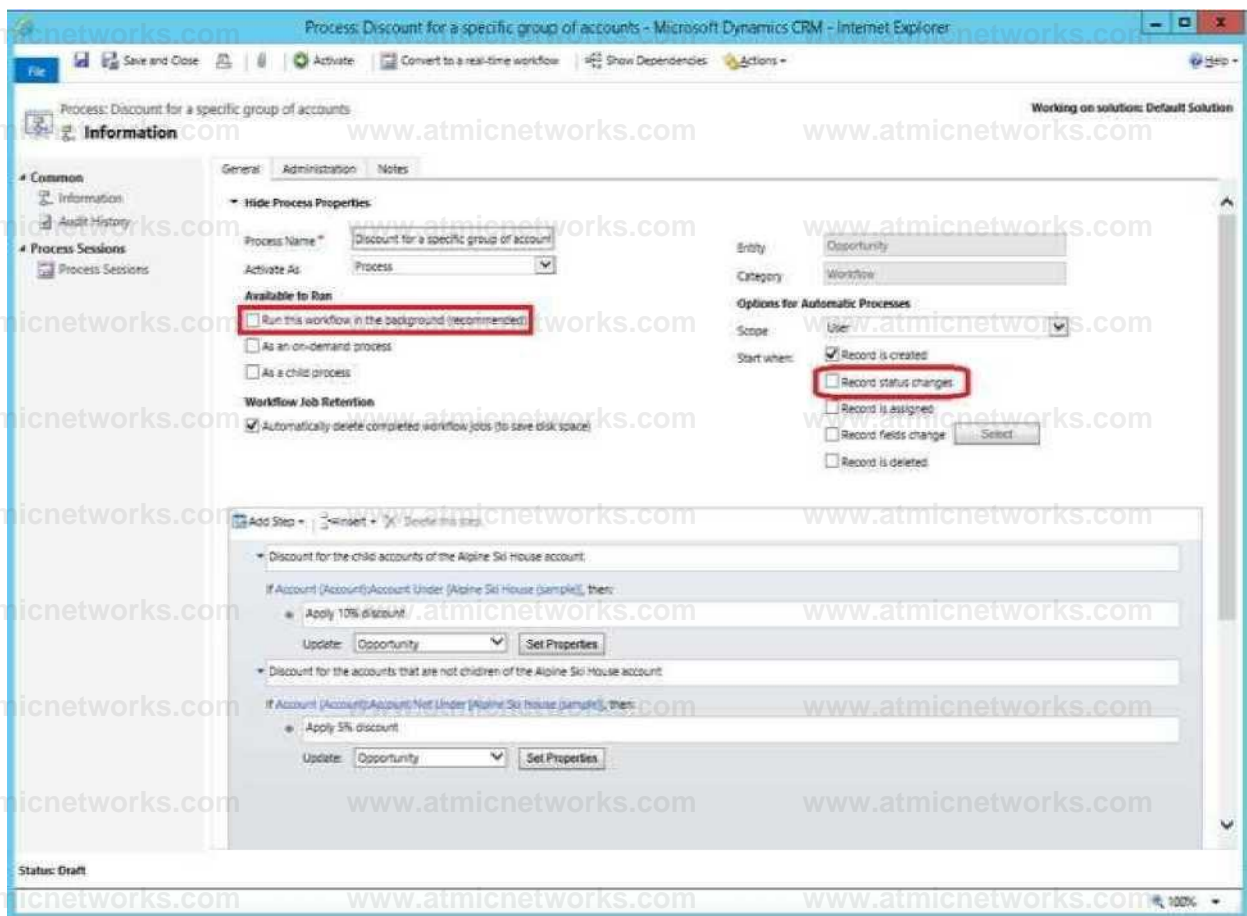 Process: Discount for a specific group of accounts - Microsoft Dynamics CRM - Internet Explorer
File Save and Close Activate Convert to a real-time workflow Show Dependencies Actions Help
Process: Discount for a specific group of accounts
Working on solution: Default Solution
Information
Common
Information
Audit History
Process Sessions
Process Sessions
General Administration Notes
Hide Process Properties
Process Name * Discount for a specific group of account
Activate As Process
Available to Run
Run this workflow in the background (recommended)
As an on-demand process
As a child process
Workflow Job Retention
Automatically delete completed workflow jobs (to save disk space)
Entity Opportunity
Category Workflow
Options for Automatic Processes
Scope User
Start when: Record is created
Record status changes
Record is assigned
Record fields change Select
Record is deleted
Add Step Insert Delete this step.
Discount for the child accounts of the Alpine Ski House account
If Account (Account):Account Under [Alpine Ski House (sample)], then:
Apply 10% discount
Update: Opportunity Set Properties
Discount for the accounts that are not children of the Alpine Ski House account
If Account (Account):Account Not Under [Alpine Ski House (sample)], then:
Apply 5% discount
Update: Opportunity Set Properties
Status: Draft
100%
www.atmicnetworks.com